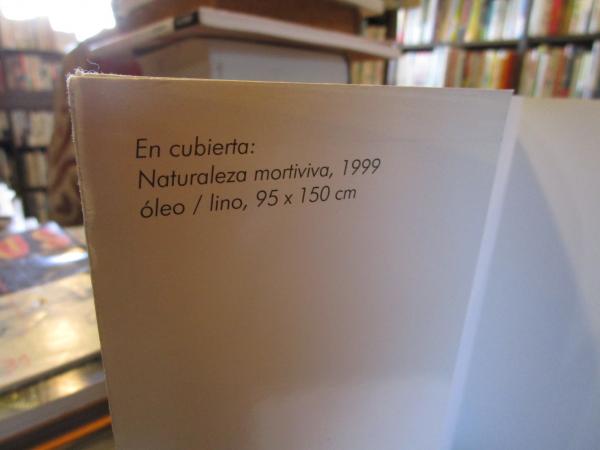 En cubierta:
Naturaleza mortiviva, 1999
óleo / lino, 95 x 150 cm